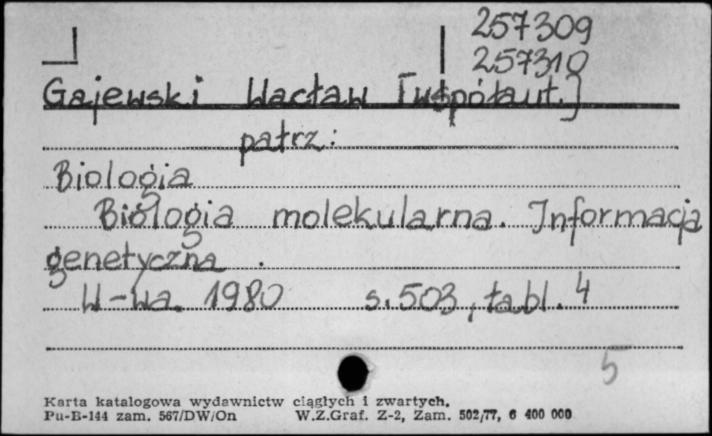 257309
257310
Gajewski Wacław [współaut.]
patrz:
Biologia
Biologia molekularna. Informacja
genetyczna .
W-wa. 1980 s. 503, tabl. 4
5
Karta katalogowa wydawnictw ciągłych i zwartych.
Pu-B-144 zam. 567/DW/On W.Z.Graf. Z-2, Zam. 502/77, 6 400 000